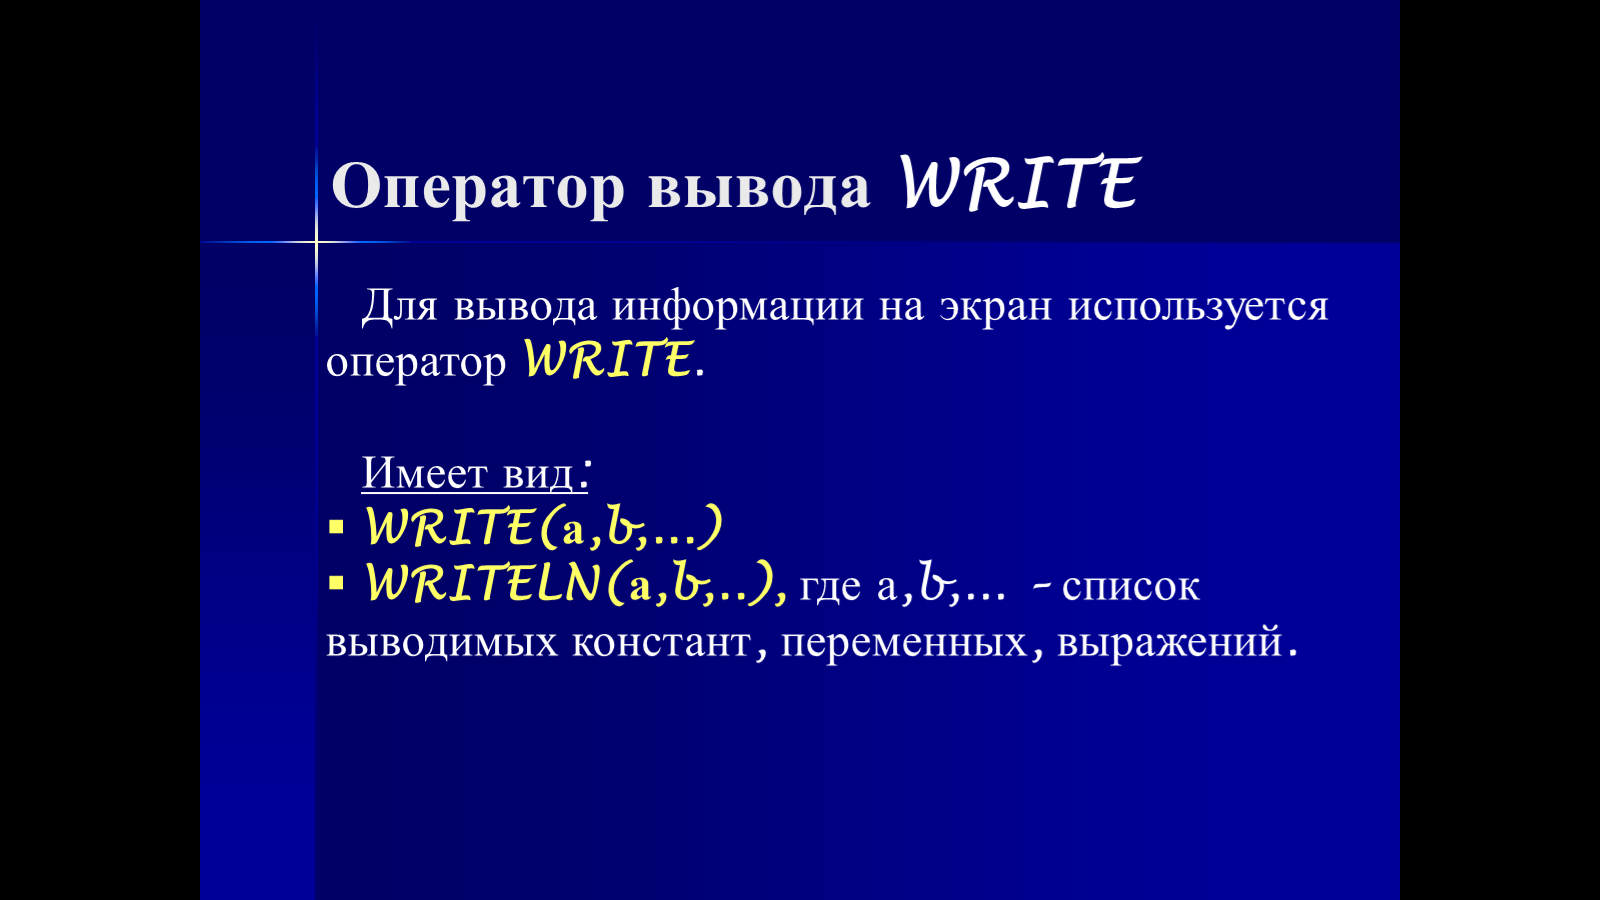 Оператор вывода WRITE
Для вывода информации на экран используется
оператор WRITE.
Имеет вид:
▪ WRITE(a,b,...)
▪ WRITELN(a,b,..), где a,b,... - список
выводимых констант, переменных, выражений.